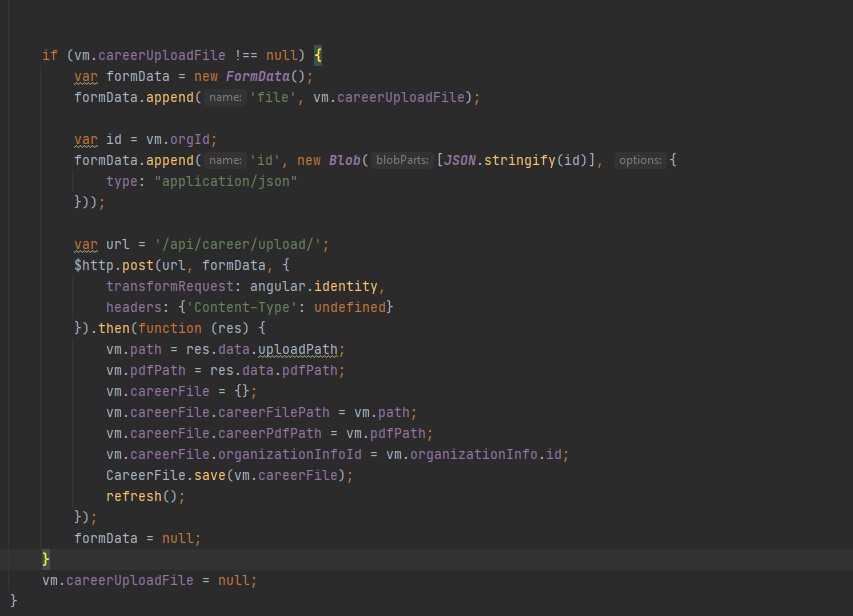 if (vm.careerUploadFile !== null) {
var formData = new FormData();
formData.append( name: 'file', vm.careerUploadFile);
var id = vm.orgId;
formData.append( name: 'id', new Blob( blobParts: [JSON.stringify(id)], options: {
type: "application/json"
}));
var url = '/api/career/upload/';
$http.post(url, formData, {
transformRequest: angular.identity,
headers: {'Content-Type': undefined}
}).then(function (res) {
vm.path = res.data.uploadPath;
vm.pdfPath = res.data.pdfPath;
vm.careerFile = {};
vm.careerFile.careerFilePath = vm.path;
vm.careerFile.careerPdfPath = vm.pdfPath;
vm.careerFile.organizationInfoId = vm.organizationInfo.id;
CareerFile.save(vm.careerFile);
refresh();
});
formData = null;
}
vm.careerUploadFile = null;
}